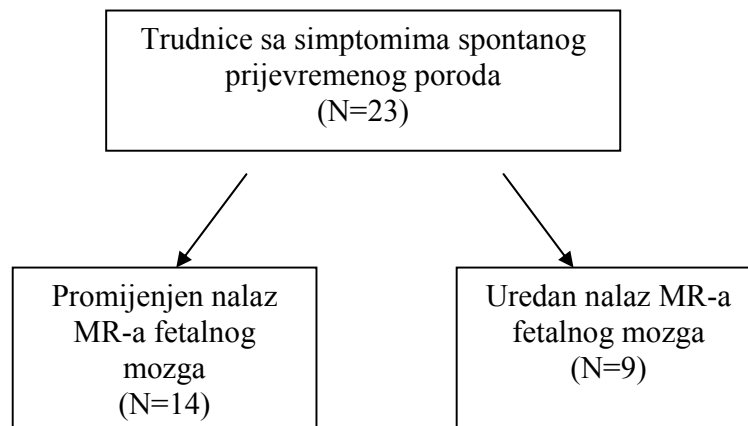 Trudnice sa simptomima spontanog
prijevremenog poroda
(N=23)
Promijenjen nalaz
MR-a fetalnog
mozga
(N=14)
Uredan nalaz MR-a
fetalnog mozga
(N=9)